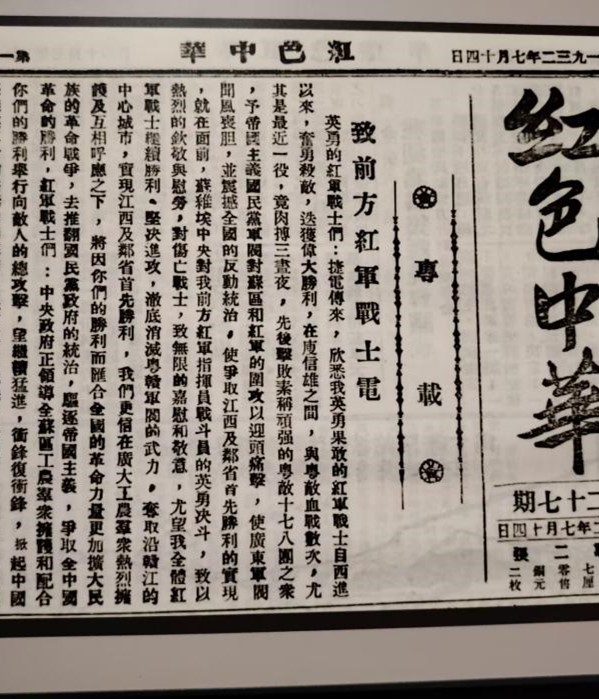 一九三二年七月十四日
紅色中華
第一
紅色中華
二十七期
二年七月十四日
張
二
七厘
零售
銅元
二枚
專載
致前方紅軍戰士電
英勇的紅軍戰士們：捷電傳來，欣悉我英勇果敢的紅軍戰士自西進
以來，奮勇殺敵，迭獲偉大勝利，在庾信雄之間，與粵敵血戰數次，尤
其是最近一役，竟肉搏三晝夜，先後擊敗素稱頑强的粵敵十七八團之衆
，予帝國主義國民黨軍閥對蘇區和紅軍的圍攻以迎頭痛擊，使廣東軍閥
聞風喪胆，並震撼全國的反動統治。使爭取江西及鄰省首先勝利的實現
，就在面前，蘇維埃中央對我前方紅軍指揮員戰斗員的英勇决斗，致以
熱烈的欽敬與慰勞，對傷亡戰士，致無限的嘉慰和敬意，尤望我全體紅
軍戰士繼續勝利。堅决進攻，澈底消滅粵贛軍閥的武力，奪取沿贛江的
中心城市，實現江西及鄰省首先勝利，我們更信在廣大工農羣衆熱烈擁
護及互相呼應之下，將因你們的勝利而匯合全國的革命力量更加擴大民
族的革命戰爭，去推翻國民黨政府的統治，驅逐帝國主義，爭取全中國
革命的勝利，紅軍戰士們：中央政府正領導全蘇區工農羣衆擁護和配合
你們的勝利舉行向敵人的總攻擊，望繼續猛進，衝鋒復衝鋒，掀起中國